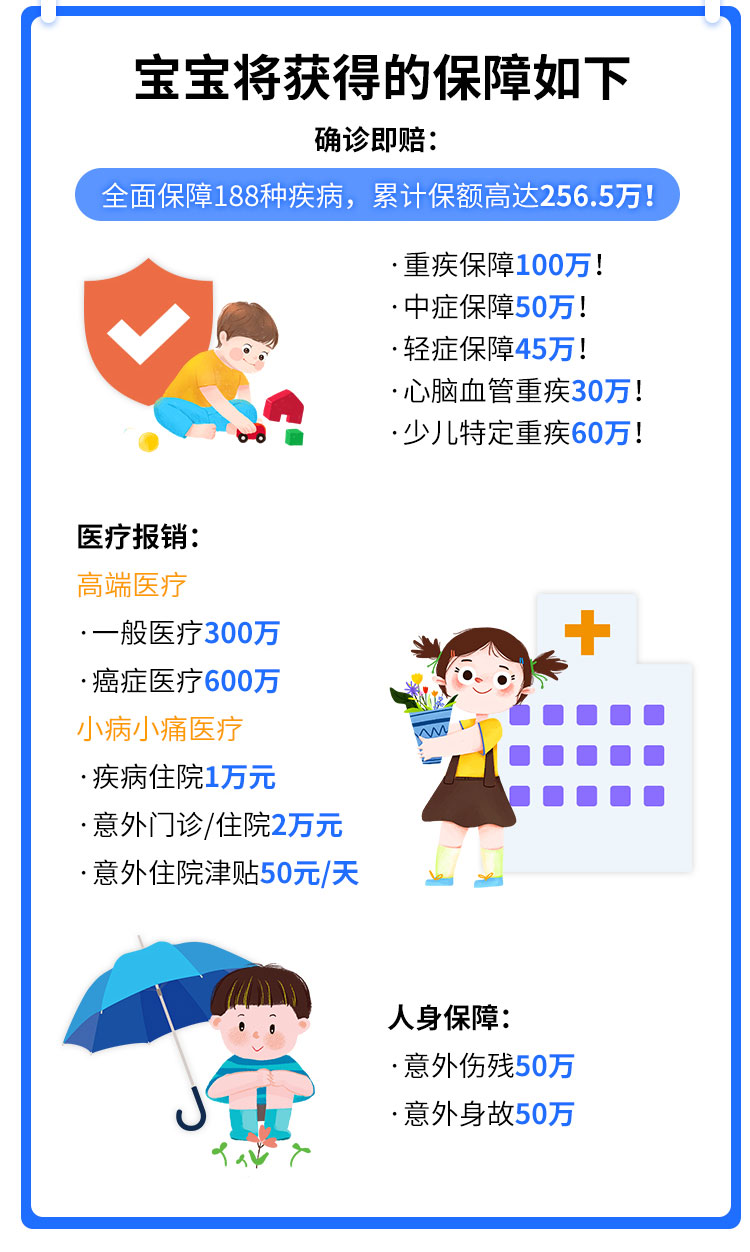 宝宝将获得的保障如下
确诊即赔：
全面保障188种疾病，累计保额高达256.5万！
·重疾保障100万！
·中症保障50万！
·轻症保障45万！
·心脑血管重疾30万！
·少儿特定重疾60万！
医疗报销：
高端医疗
·一般医疗300万
·癌症医疗600万
小病小痛医疗
·疾病住院1万元
·意外门诊/住院2万元
·意外住院津贴50元/天
人身保障：
·意外伤残50万
·意外身故50万